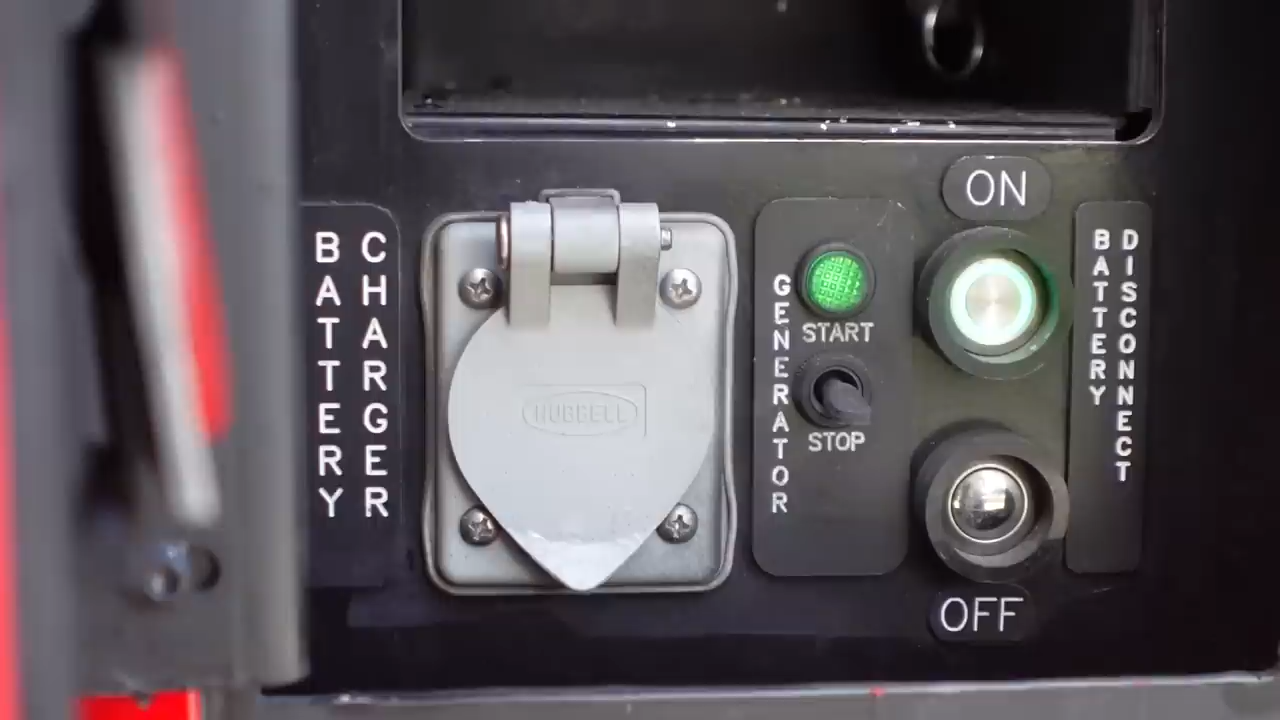 BATTERY
CHARGER
HUBBELL
GENERATOR
START
STOP
ON
OFF
BATTERY
DISCONNECT